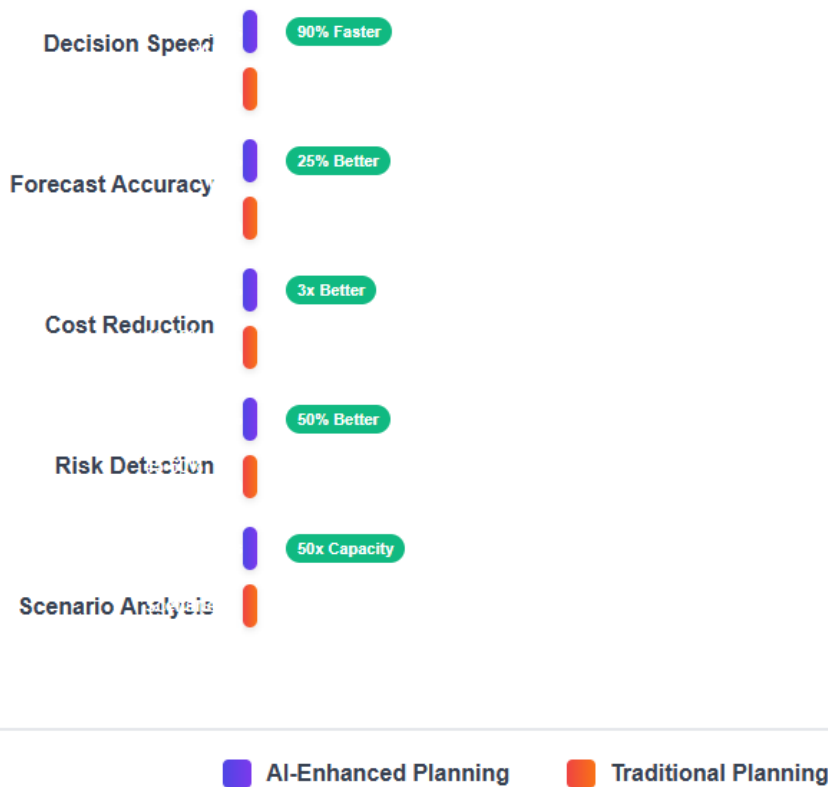 Decision Speed
90% Faster
Forecast Accuracy
25% Better
Cost Reduction
3x Better
Risk Detection
50% Better
Scenario Analysis
50x Capacity
AI-Enhanced Planning
Traditional Planning